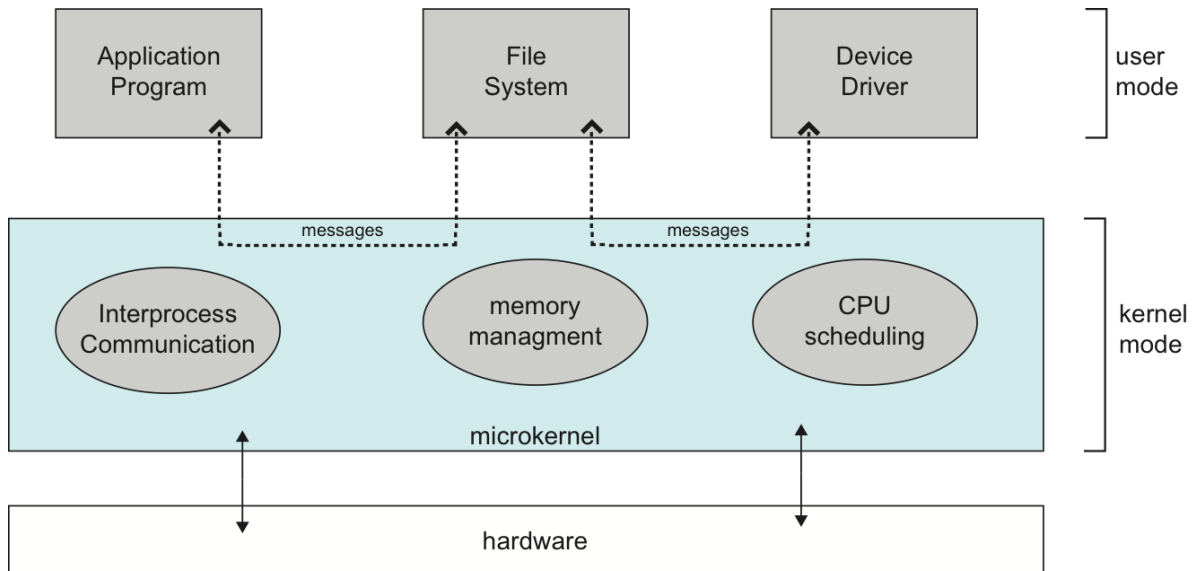 Application
Program
File
System
Device
Driver
user
mode
messages
messages
Interprocess
Communication
memory
managment
CPU
scheduling
kernel
mode
microkernel
hardware